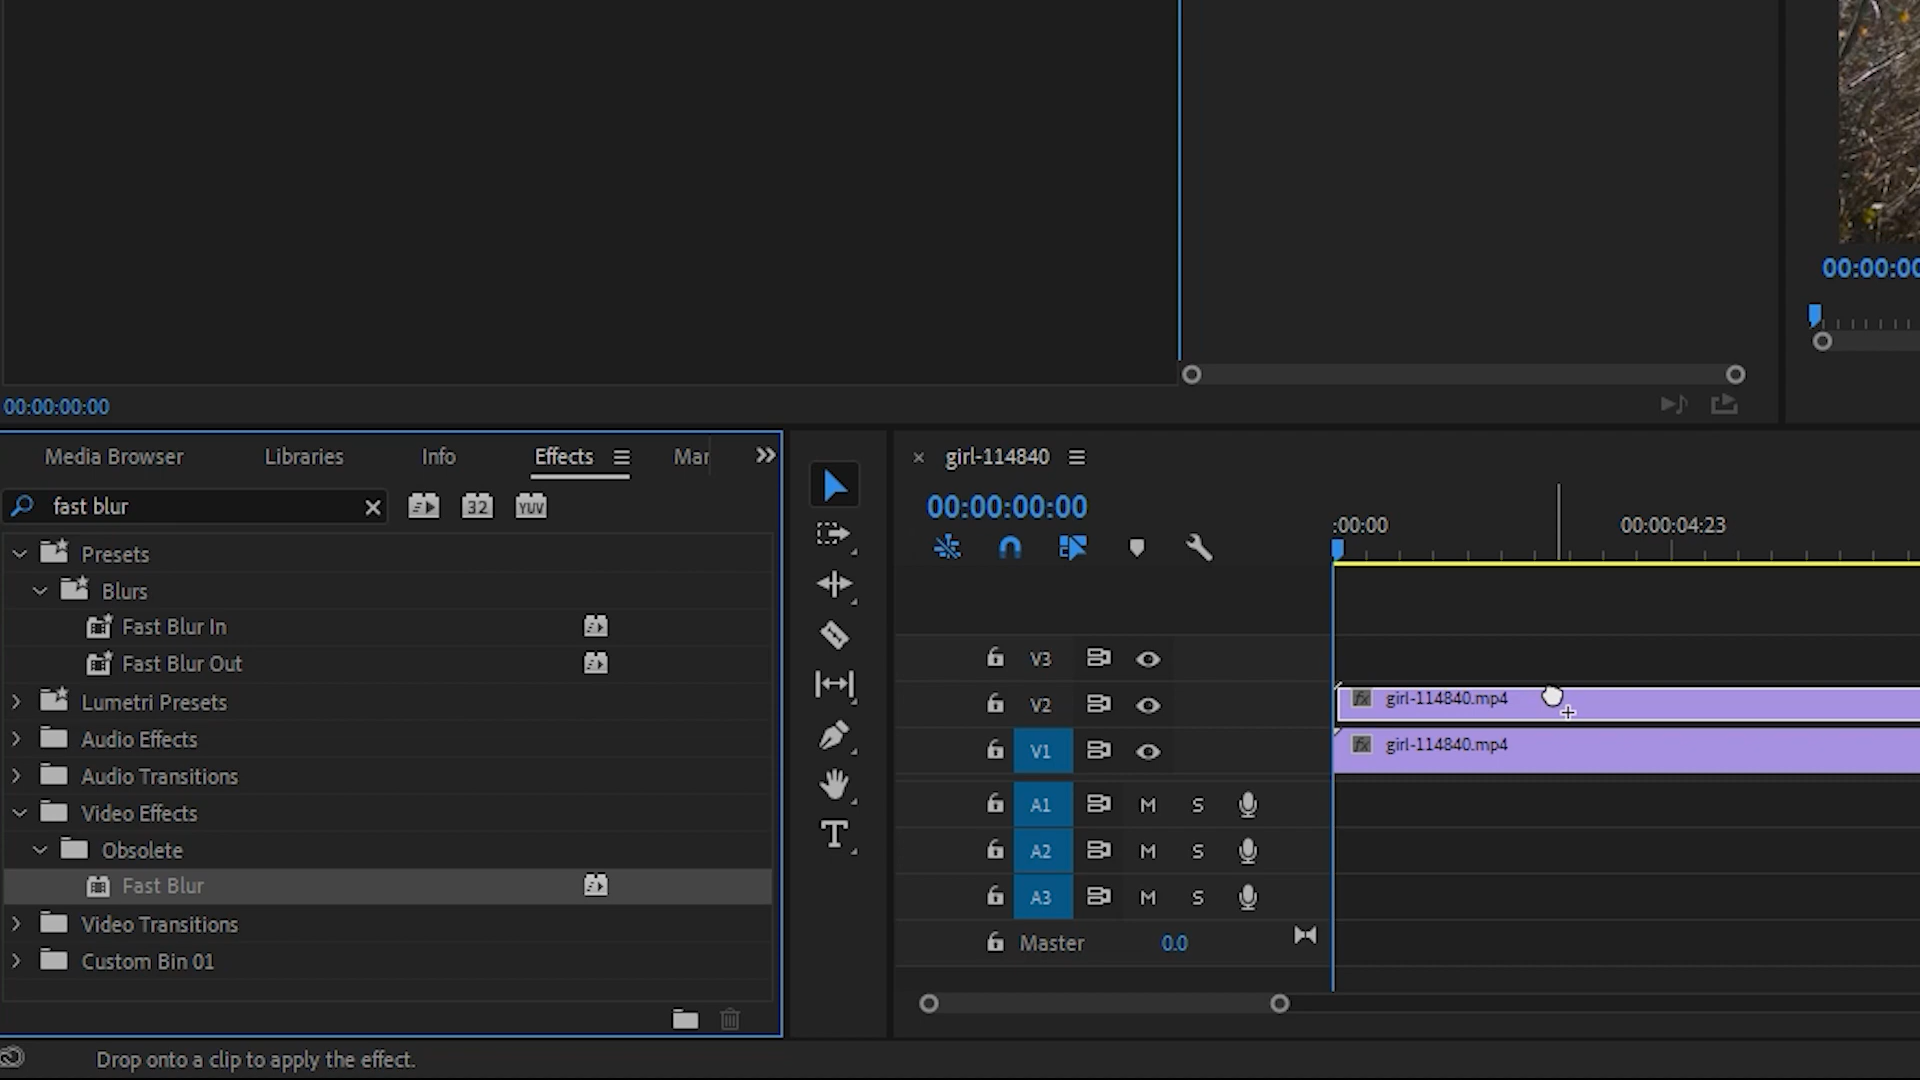 00:00:00:00
00:00:00
Media Browser
Libraries
Info
Effects
Mar
fast blur
32
YUV
Presets
Blurs
Fast Blur In
Fast Blur Out
Lumetri Presets
Audio Effects
Audio Transitions
Video Effects
Obsolete
Fast Blur
Video Transitions
Custom Bin 01
Drop onto a clip to apply the effect.
girl-114840
00:00:00:00
:00:00
00:00:04:23
V3
V2
fx girl-114840.mp4
V1
fx girl-114840.mp4
A1 M S
A2 M S
A3 M S
Master 0.0